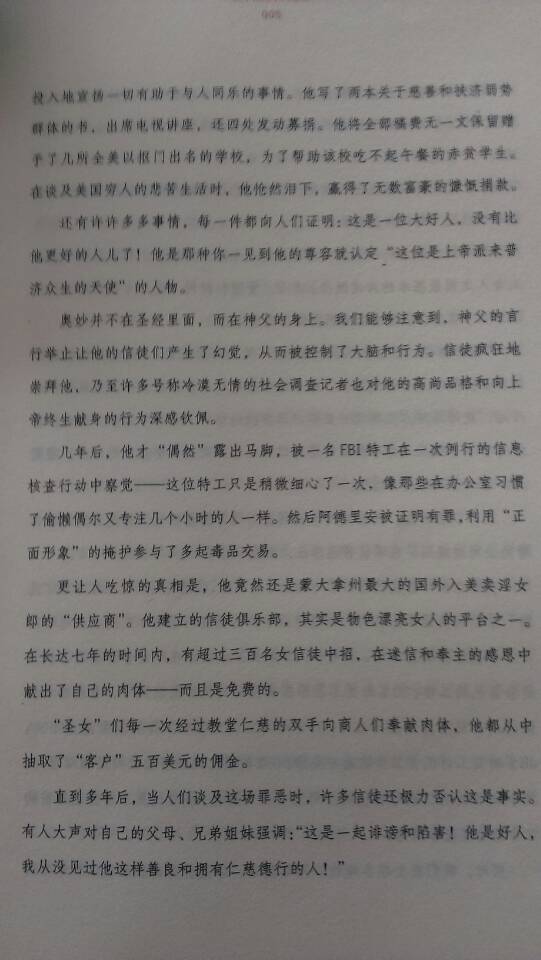 投入地宣扬一切有助于与人同乐的事情。他写了两本关于慈善和扶济弱势
群体的书，出席电视讲座，还四处发动募捐。他将全部稿费无一文保留赠
予了几所全美以抠门出名的学校，为了帮助该校吃不起午餐的赤贫学生。
在谈及美国穷人的悲苦生活时，他怆然泪下，赢得了无数富豪的慷慨捐款。
还有许许多多事情，每一件都向人们证明：这是一位大好人，没有比
他更好的人儿了！他是那种你一见到他的尊容就认定“这位是上帝派来普
济众生的天使”的人物。
奥妙并不在圣经里面，而在神父的身上。我们能够注意到，神父的言
行举止让他的信徒们产生了幻觉，从而被控制了大脑和行为。信徒疯狂地
崇拜他，乃至许多号称冷漠无情的社会调查记者也对他的高尚品格和向上
帝终生献身的行为深感钦佩。
几年后，他才“偶然”露出马脚，被一名FBI特工在一次例行的信息
核查行动中察觉——这位特工只是稍微细心了一次，像那些在办公室习惯
了偷懒偶尔又专注几个小时的人一样。然后阿德里安被证明有罪，利用“正
面形象”的掩护参与了多起毒品交易。
更让人吃惊的真相是，他竟然还是蒙大拿州最大的国外入美卖淫女
郎的“供应商”。他建立的信徒俱乐部，其实是物色漂亮女人的平台之一。
在长达七年的时间内，有超过三百名女信徒中招，在迷信和奉主的感恩中
献出了自己的肉体——而且是免费的。
“圣女”们每一次经过教堂仁慈的双手向商人们奉献肉体，他都从中
抽取了“客户”五百美元的佣金。
直到多年后，当人们谈及这场罪恶时，许多信徒还极力否认这是事实。
有人大声对自己的父母、兄弟姐妹强调：“这是一起诽谤和陷害！他是好人，
我从没见过他这样善良和拥有仁慈德行的人！”